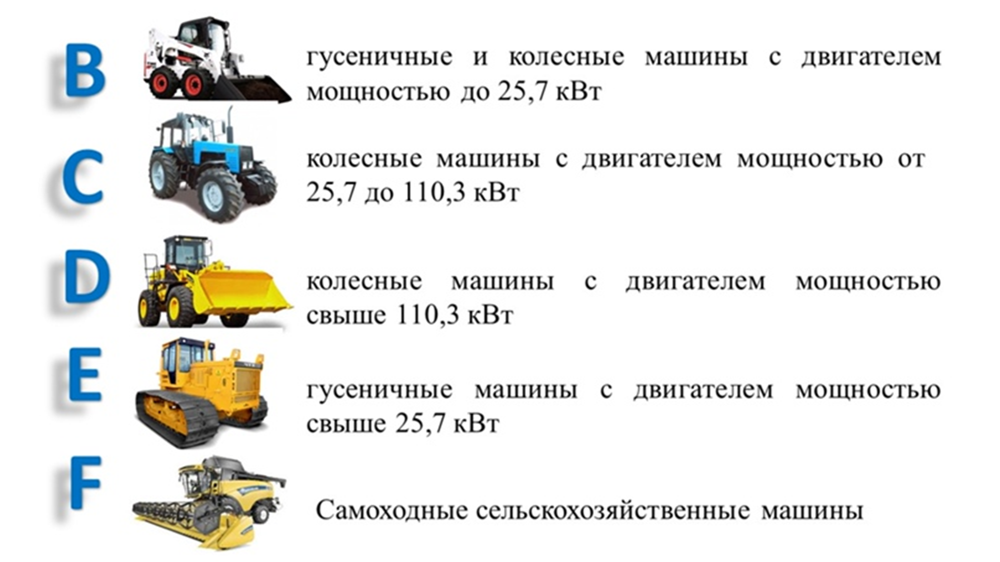 B
гусеничные и колесные машины с двигателем
мощностью до 25,7 кВт
C
колесные машины с двигателем мощностью от
25,7 до 110,3 кВт
D
колесные машины с двигателем мощностью
свыше 110,3 кВт
E
гусеничные машины с двигателем мощностью
свыше 25,7 кВт
F
Самоходные сельскохозяйственные машины